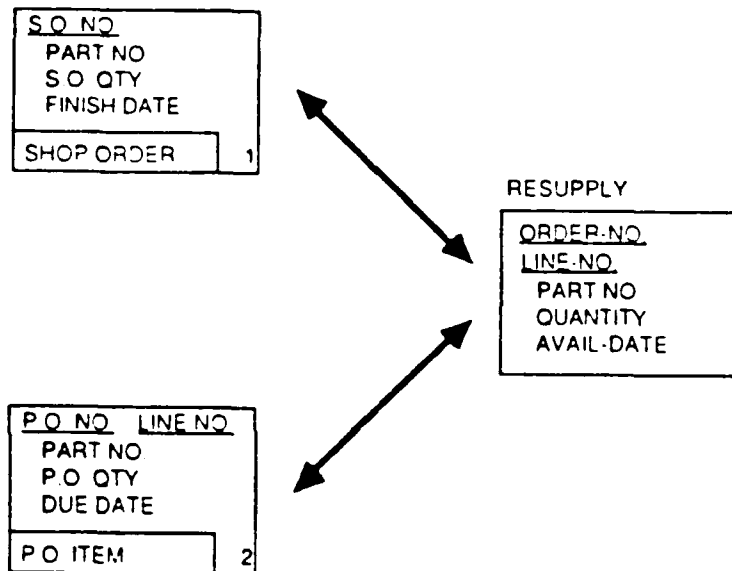 S.O. NO.
PART NO
S.O. QTY
FINISH DATE
SHOP ORDER 1
RESUPPLY
ORDER-NO.
LINE-NO.
PART NO
QUANTITY
AVAIL-DATE
P.O. NO. LINE NO.
PART NO.
P.O. QTY
DUE DATE
P.O. ITEM 2